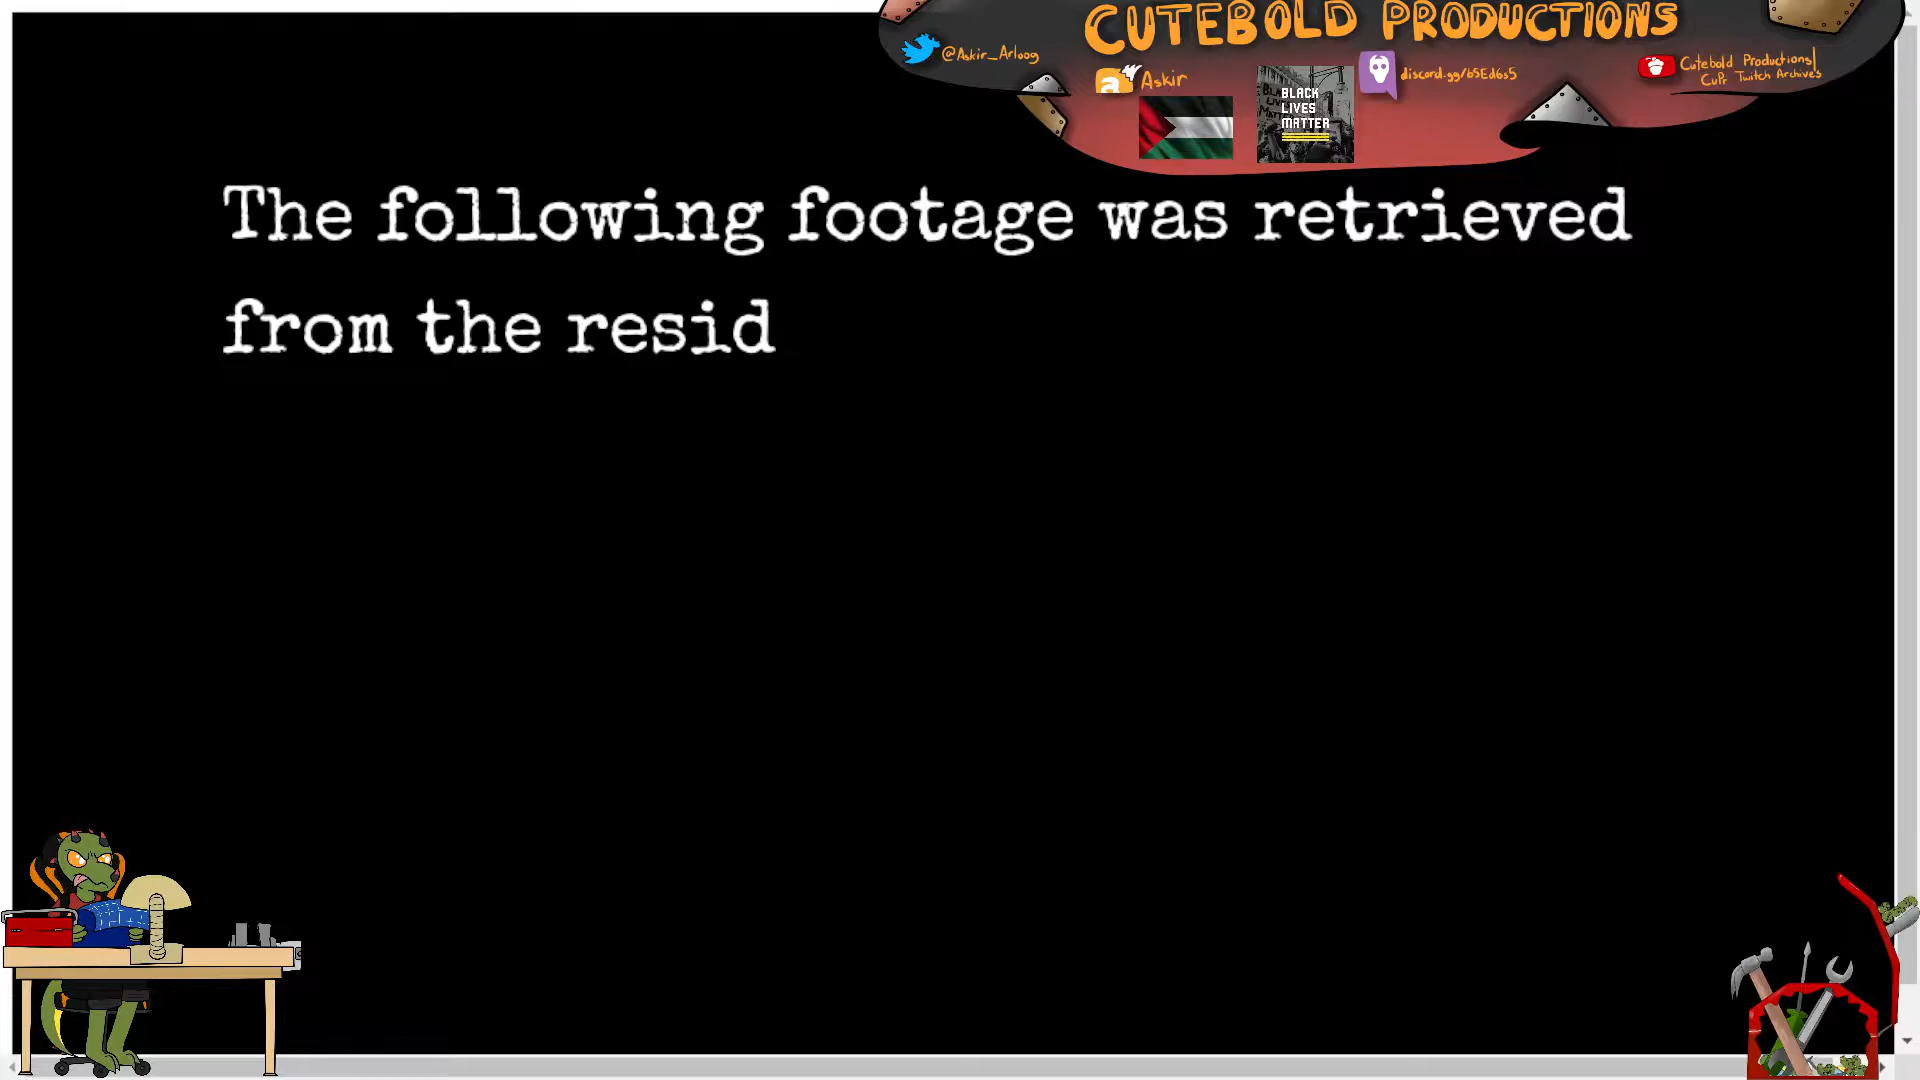 CUTEBOLD PRODUCTIONS
@Askir_Arloog
a Askir
discord.gg/b5Ed6s5
Cutebold Productions|
CuPr Twitch Archives
BLACK
LIVES
MATTER
The following footage was retrieved
from the resid